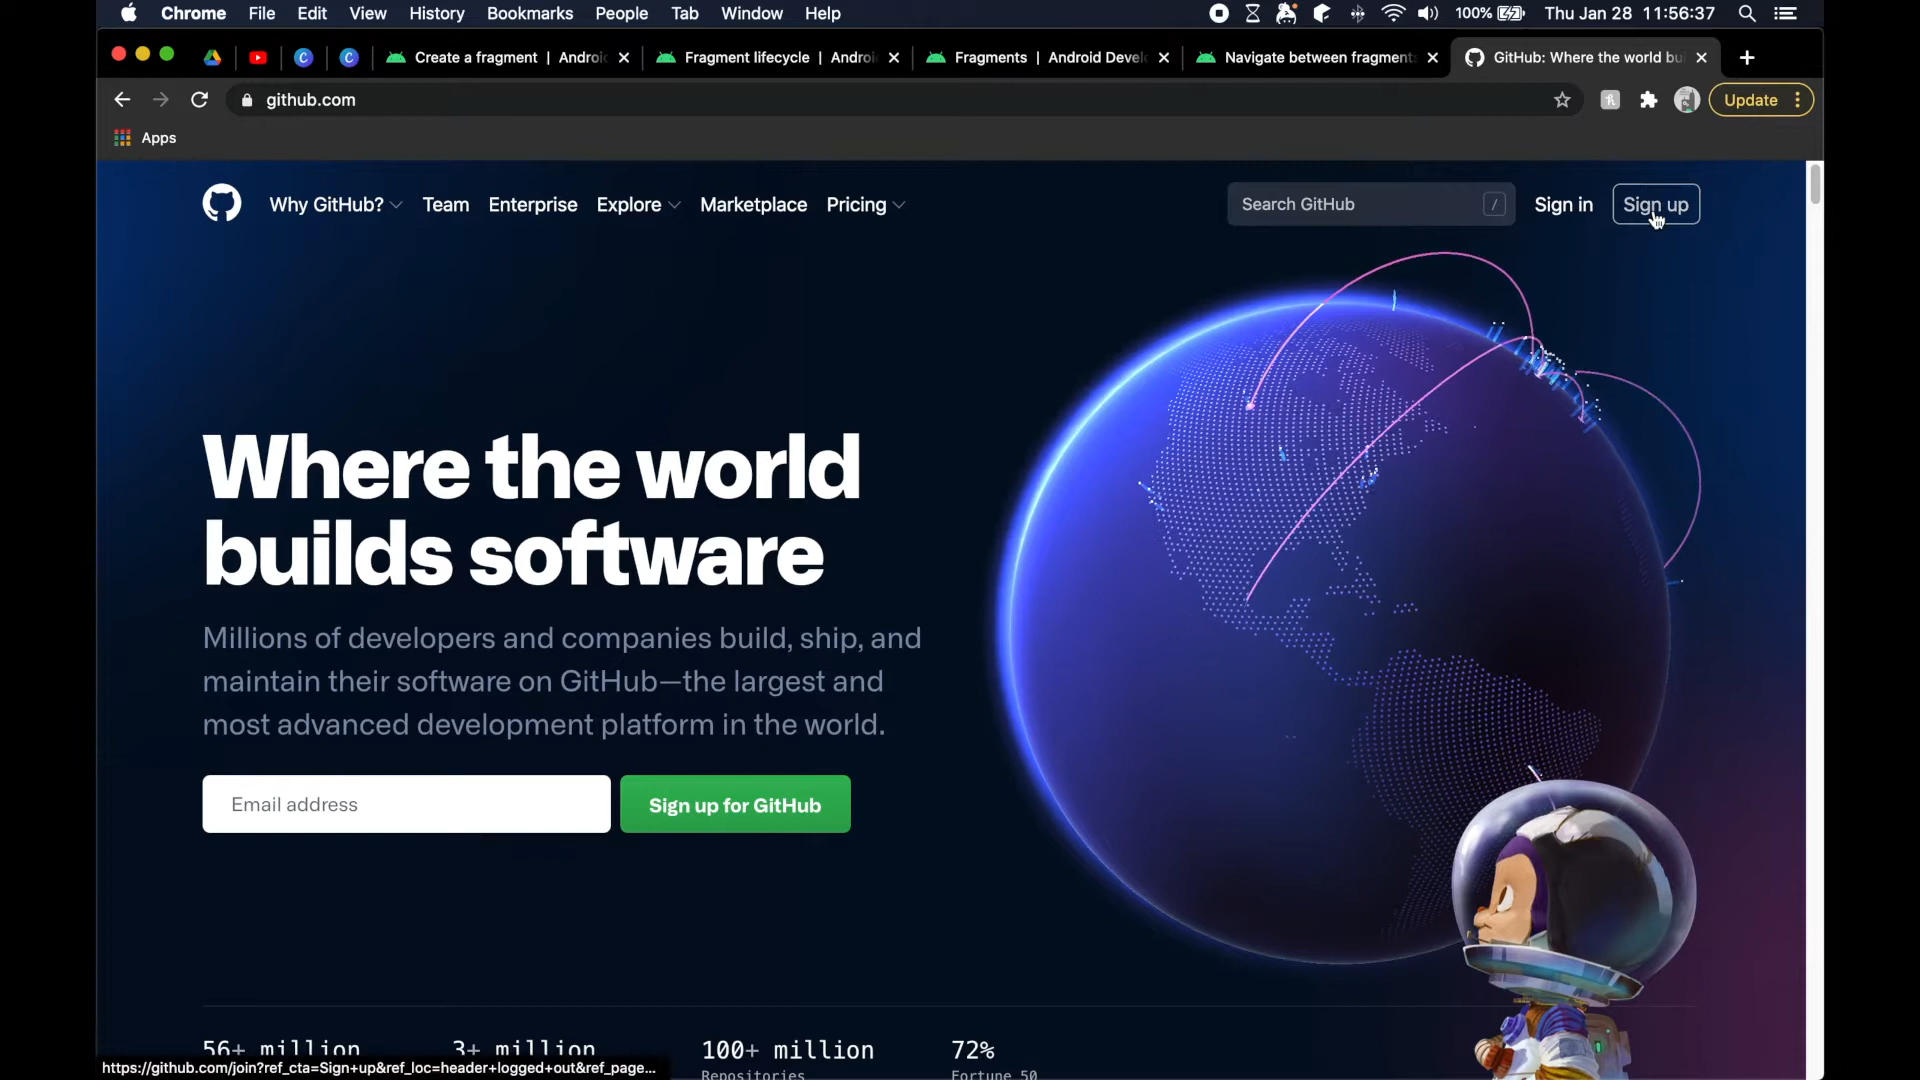 Chrome File Edit View History Bookmarks People Tab Window Help 100% Thu Jan 28 11:56:37
Create a fragment | Androi Fragment lifecycle | Androi Fragments | Android Devel Navigate between fragments GitHub: Where the world bui
github.com Update
Apps
Why GitHub? Team Enterprise Explore Marketplace Pricing Search GitHub / Sign in Sign up
Where the world
builds software
Millions of developers and companies build, ship, and
maintain their software on GitHub—the largest and
most advanced development platform in the world.
Email address Sign up for GitHub
56+ million 3+ million 100+ million 72%
Repositories Fortune 50
https://github.com/join?ref_cta=Sign+up&ref_loc=header+logged+out&ref_page...